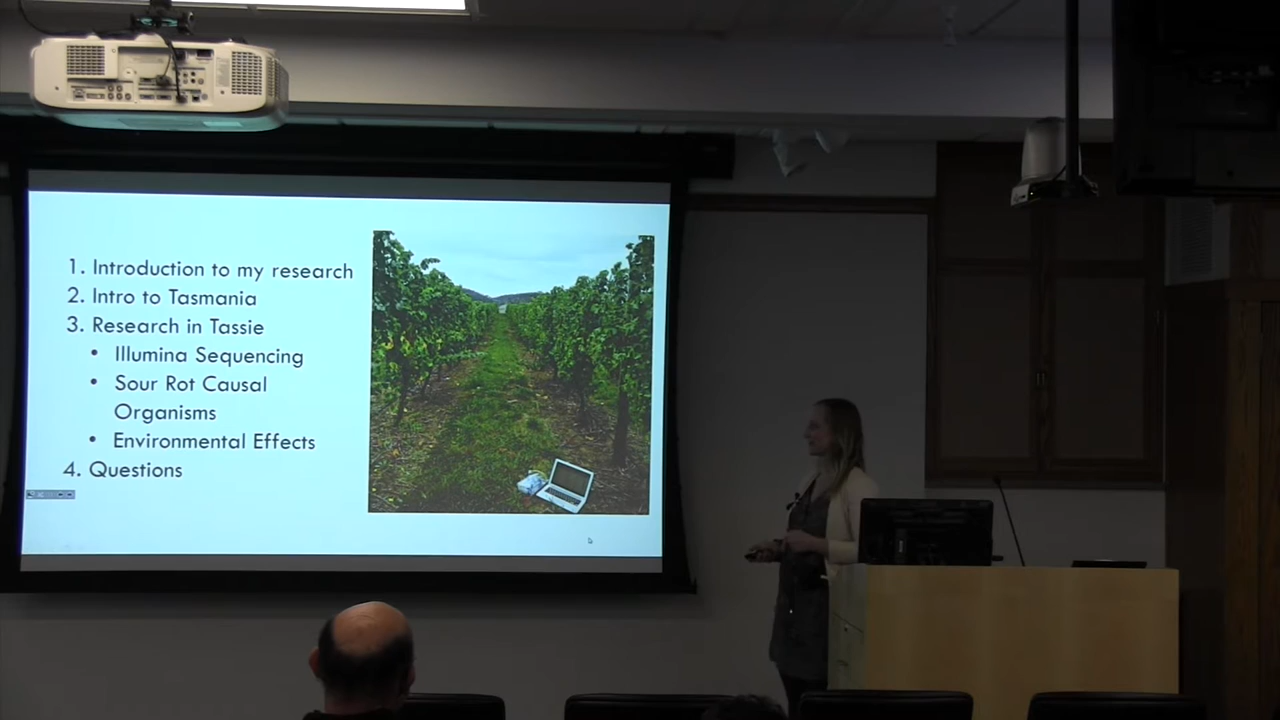 1. Introduction to my research
2. Intro to Tasmania
3. Research in Tassie
• Illumina Sequencing
• Sour Rot Causal
Organisms
• Environmental Effects
4. Questions